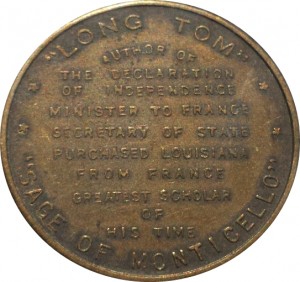 "LONG TOM"
AUTHOR OF
THE DECLARATION
OF INDEPENDENCE
MINISTER TO FRANCE
SECRETARY OF STATE
PURCHASED LOUISIANA
FROM FRANCE
GREATEST SCHOLAR
OF
HIS TIME
"SAGE OF MONTICELLO"